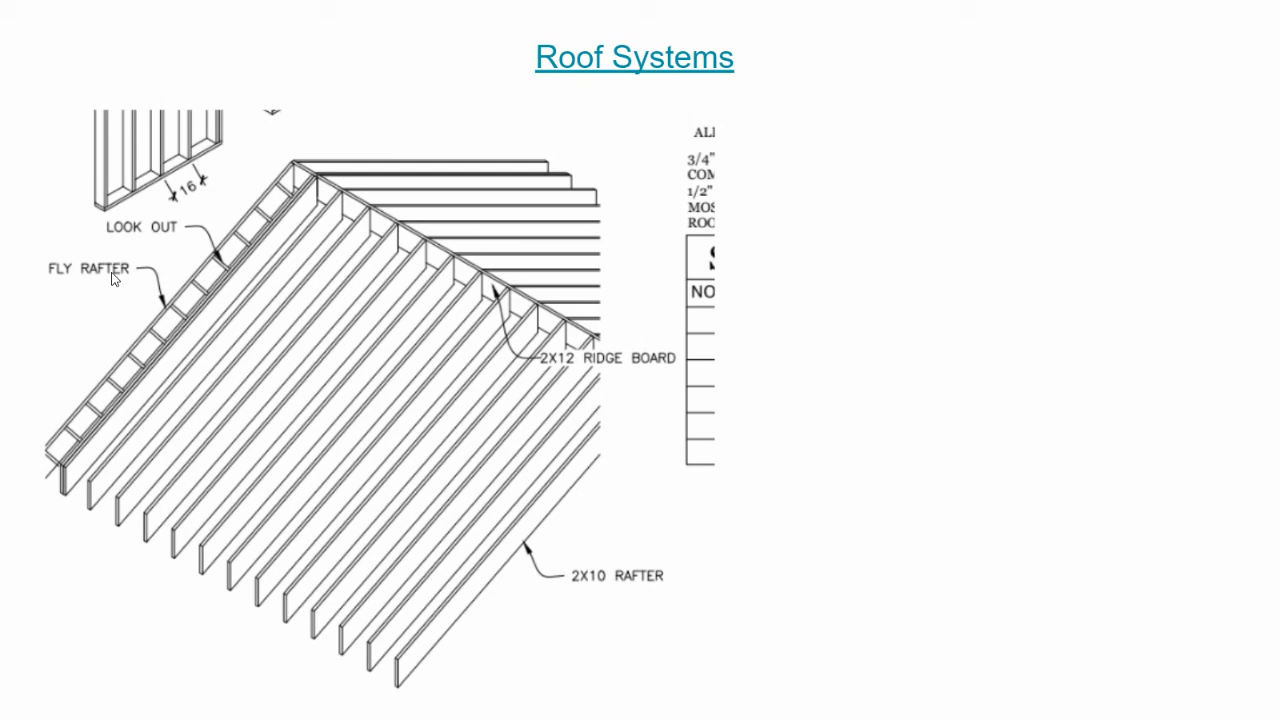 Roof Systems
16
LOOK OUT
FLY RAFTER
2X12 RIDGE BOARD
2X10 RAFTER
3/4"
1/2"
NO